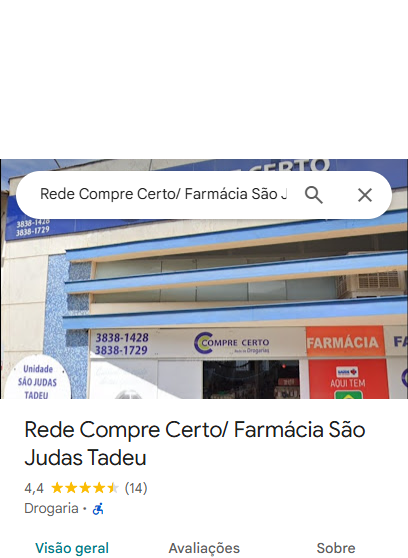 CERTO
Rede Compre Certo/ Farmácia São J
3838-1428
3838-1729
3838-1428
3838-1729
COMPRE CERTO
Rede de Drogarias
FARMÁCIA
FA
Unidade
SÃO JUDAS
TADEU
AQUI TEM
Rede Compre Certo/ Farmácia São
Judas Tadeu
4,4 (14)
Drogaria ·
Visão geral Avaliações Sobre